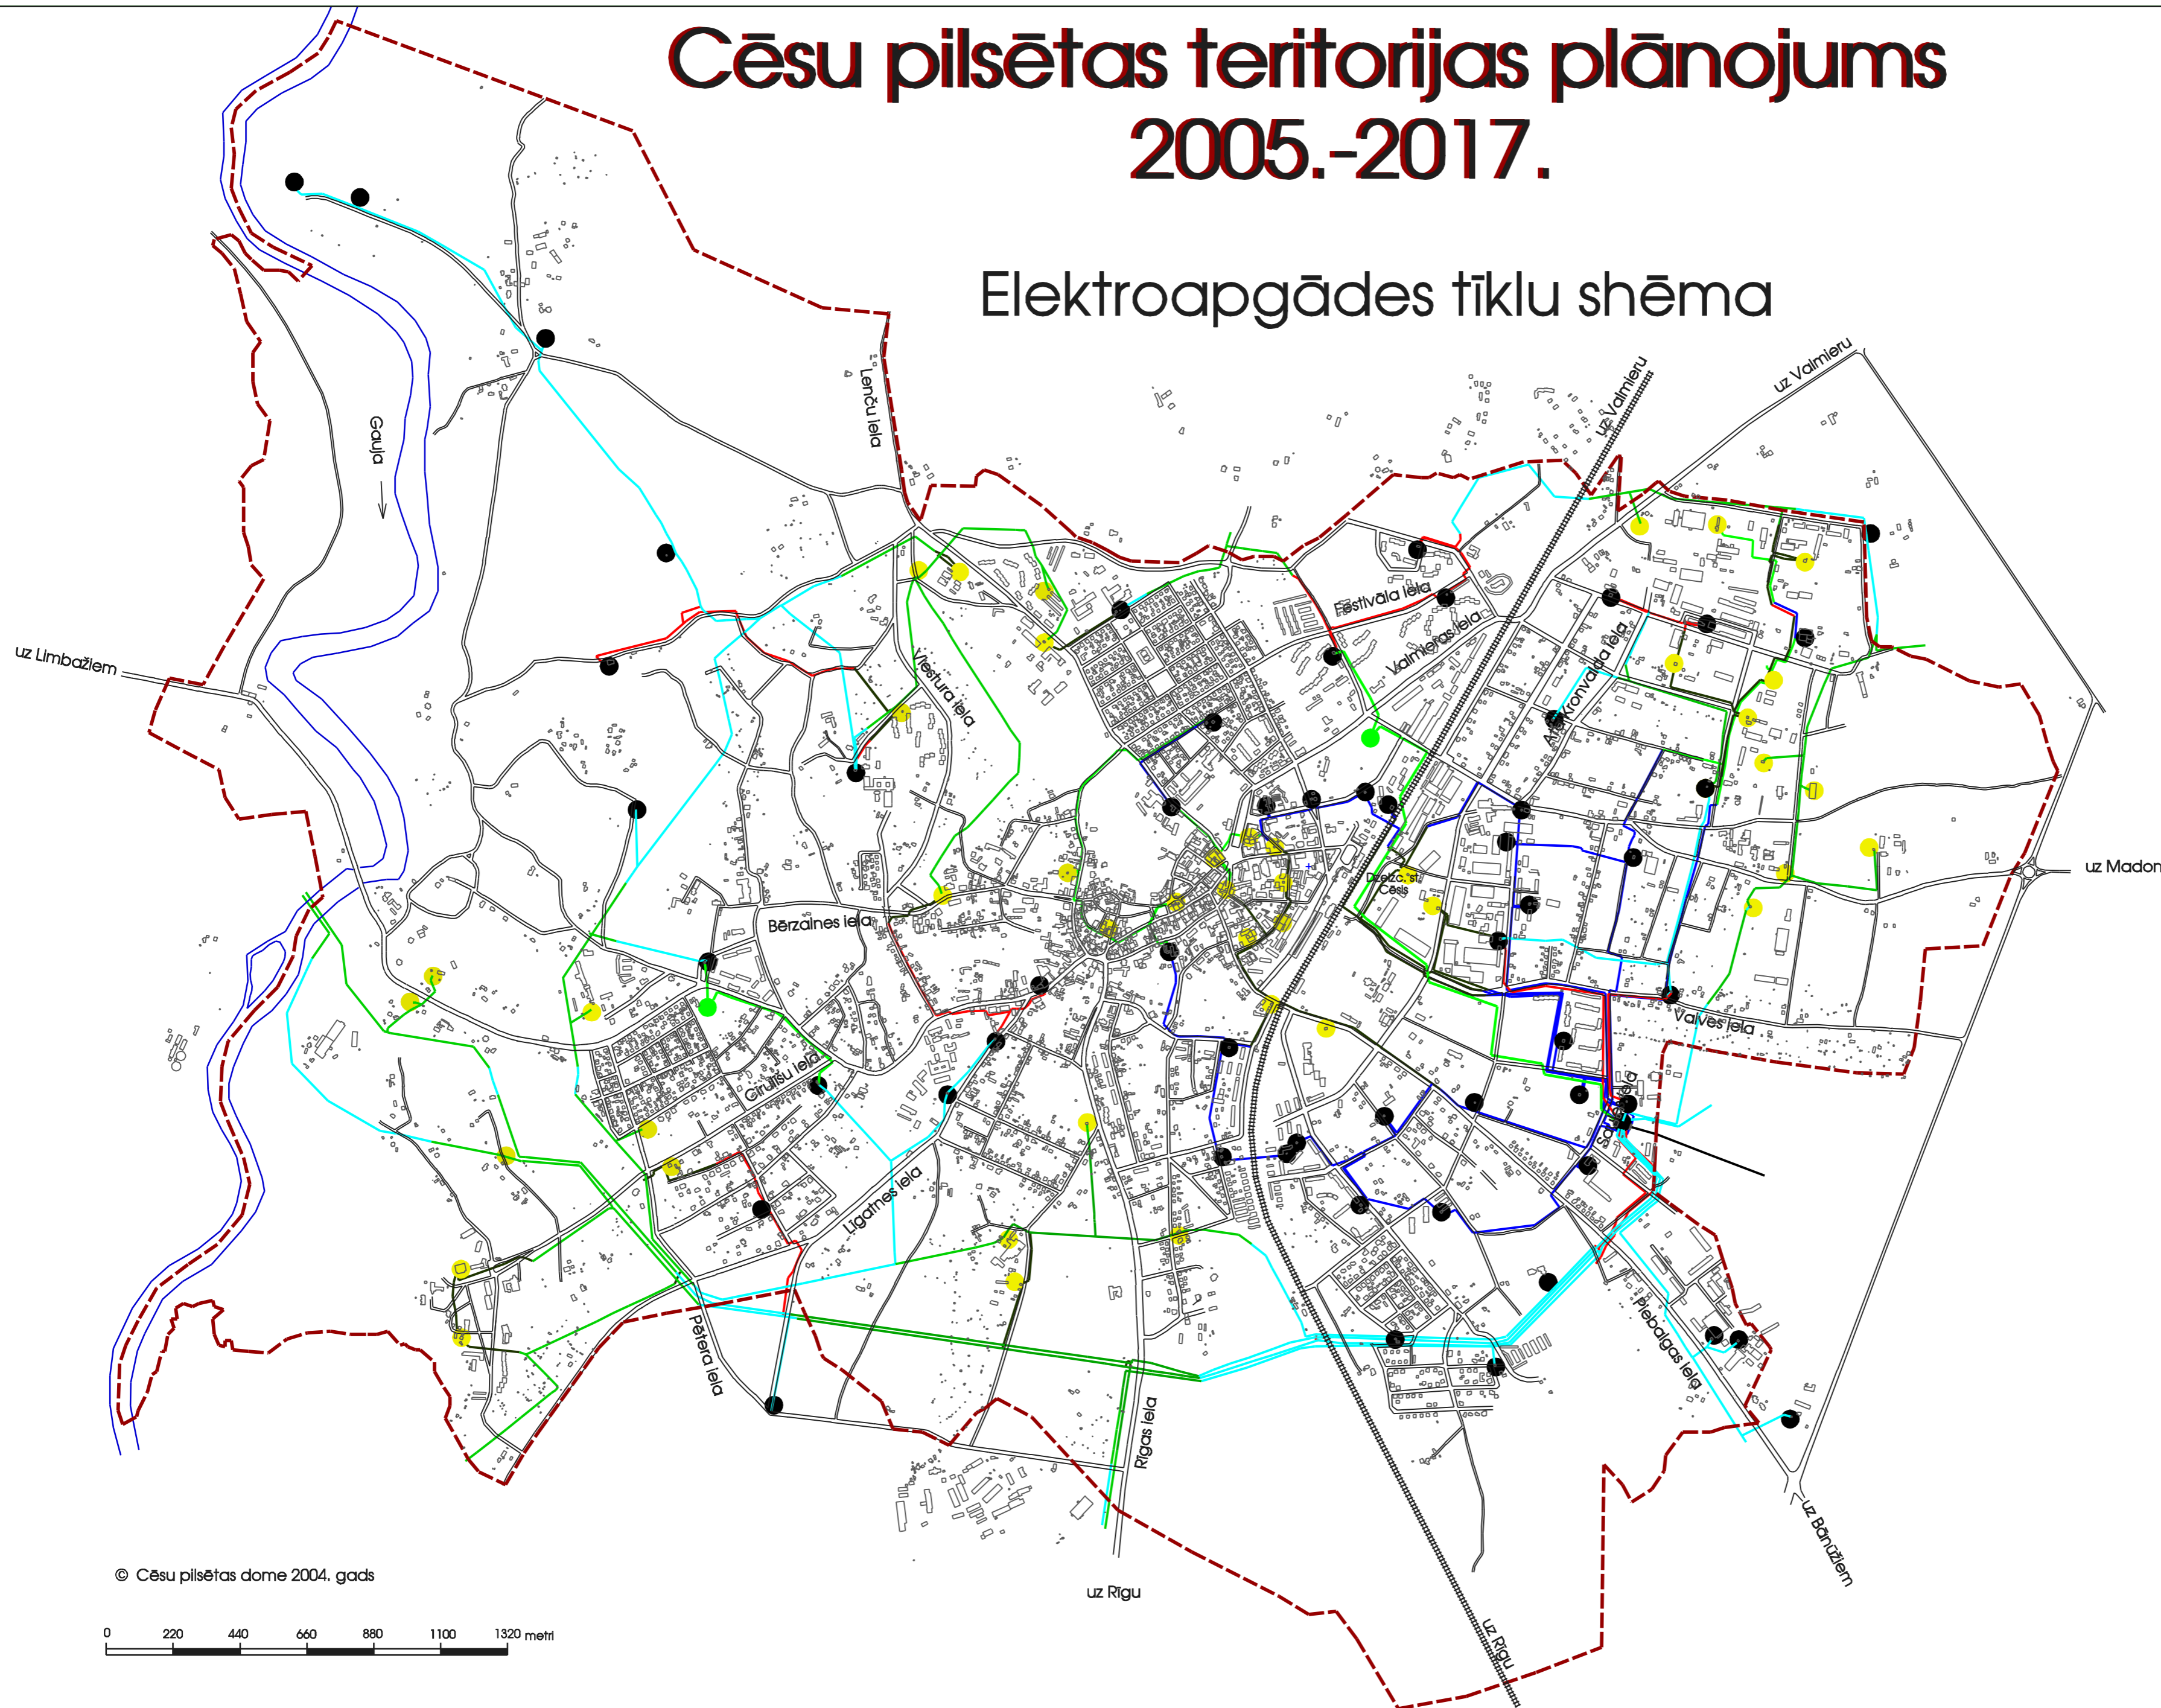 Cēsu pilsētas teritorijas plānojums
2005.-2017.
Elektroapgādes tīklu shēma
uz Valmieru
uz Valmieru
Lenču iela
Gauja
Festivāla iela
Valmieras iela
uz Limbažiem
Viestura iela
Kronvalda iela
uz Madon
Dzelzc. st.
Cēsis
Bērzaines iela
Valves iela
Cīrulīšu iela
Līgatnes iela
Pētera iela
Piebalgas iela
Rīgas iela
uz Bānūžiem
© Cēsu pilsētas dome 2004. gads
uz Rīgu
uz Rīgu
0 220 440 660 880 1100 1320 metri